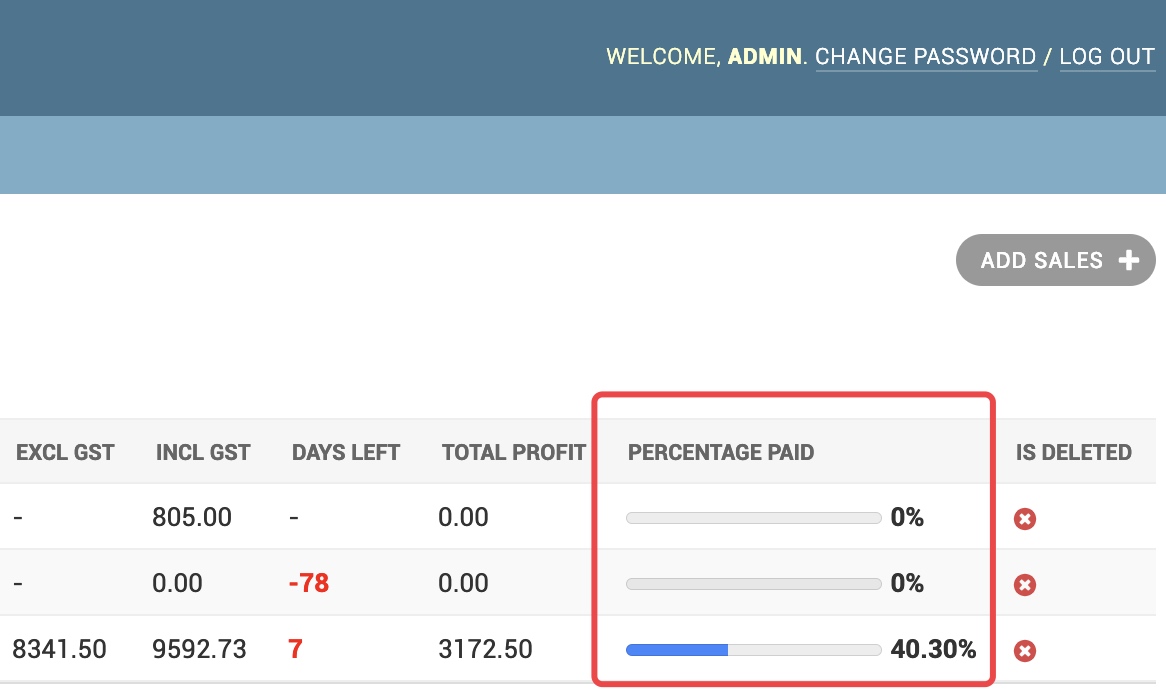 WELCOME, ADMIN. CHANGE PASSWORD / LOG OUT
ADD SALES +
EXCL GST INCL GST DAYS LEFT TOTAL PROFIT PERCENTAGE PAID IS DELETED
- 805.00 - 0.00 0%
- 0.00 -78 0.00 0%
8341.50 9592.73 7 3172.50 40.30%